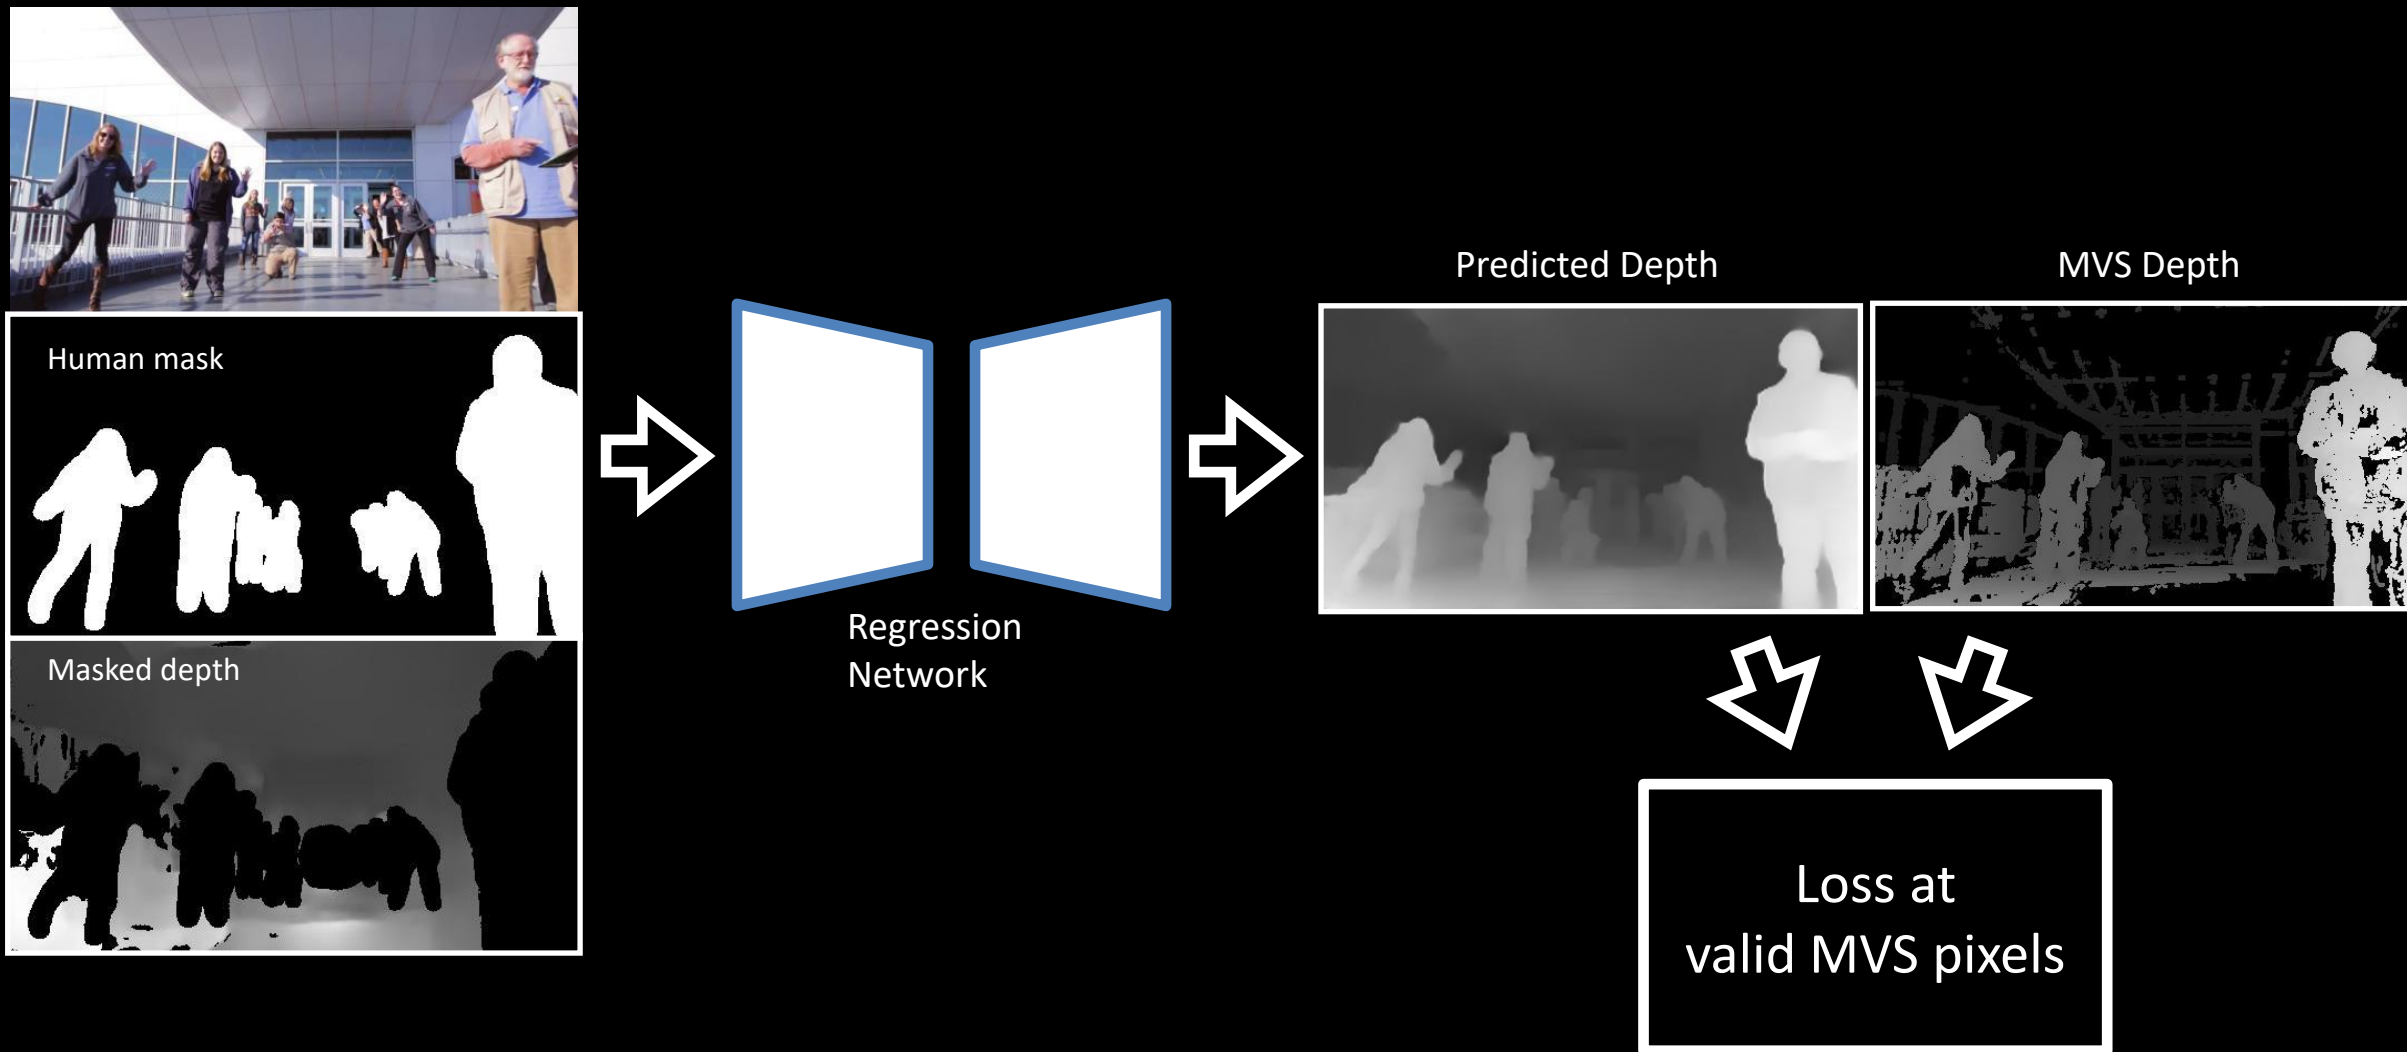 Human mask
Masked depth
Regression
Network
Predicted Depth
MVS Depth
Loss at
valid MVS pixels